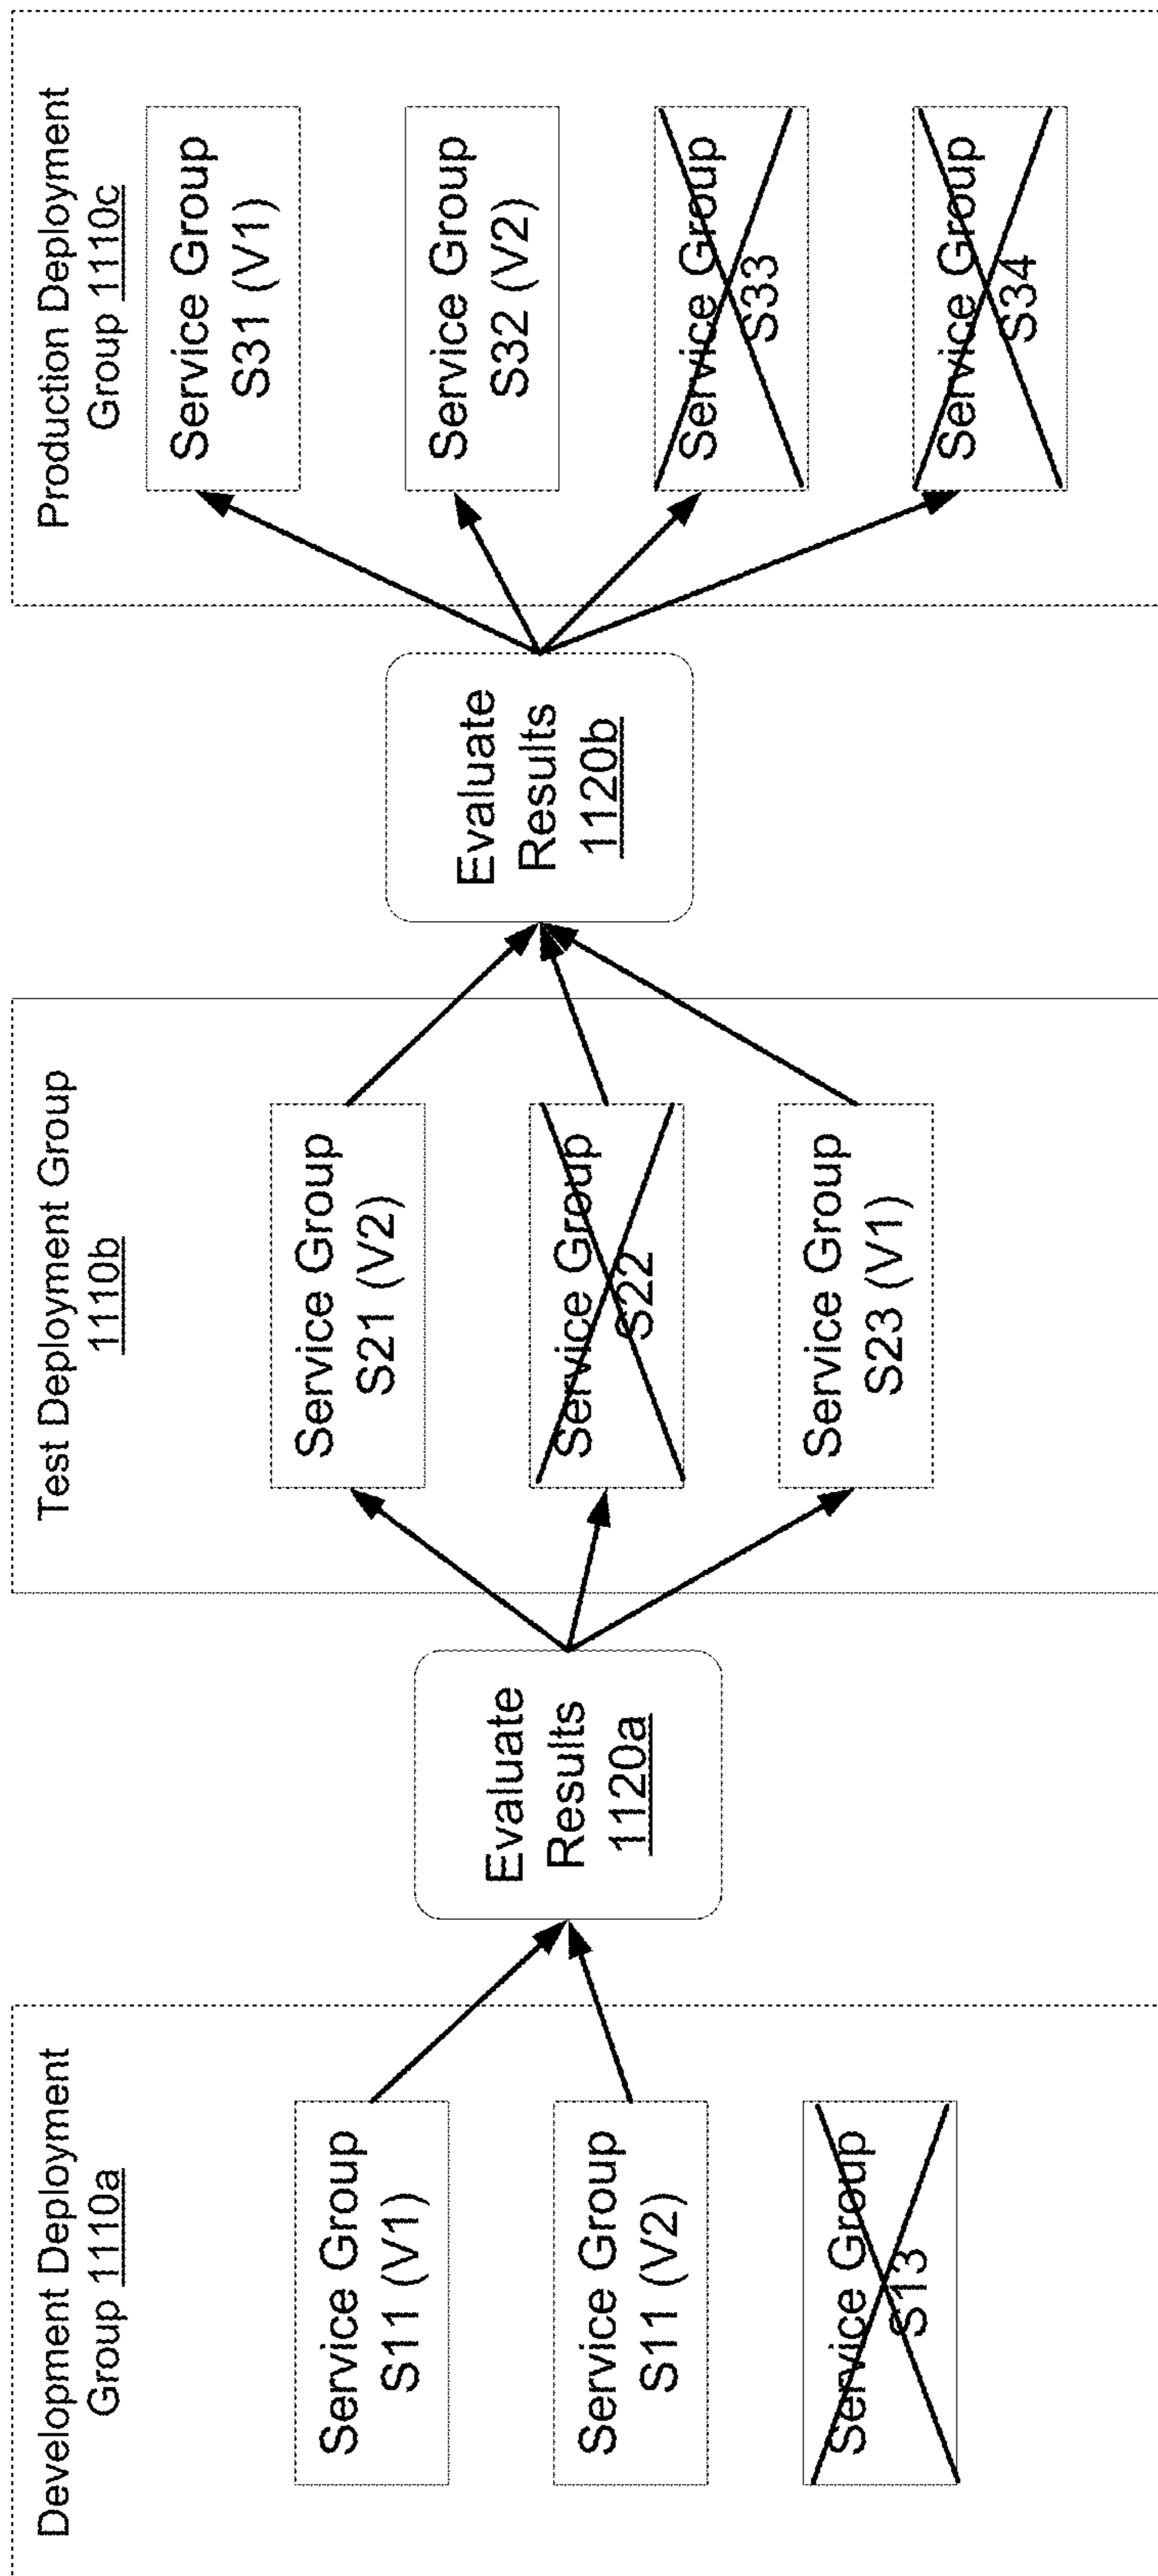 Development Deployment
Group 1110a
Service Group
S11 (V1)
Service Group
S11 (V2)
Service Group
S13
Evaluate
Results
1120a
Test Deployment Group
1110b
Service Group
S21 (V2)
Service Group
S22
Service Group
S23 (V1)
Evaluate
Results
1120b
Production Deployment
Group 1110c
Service Group
S31 (V1)
Service Group
S32 (V2)
Service Group
S33
Service Group
S34